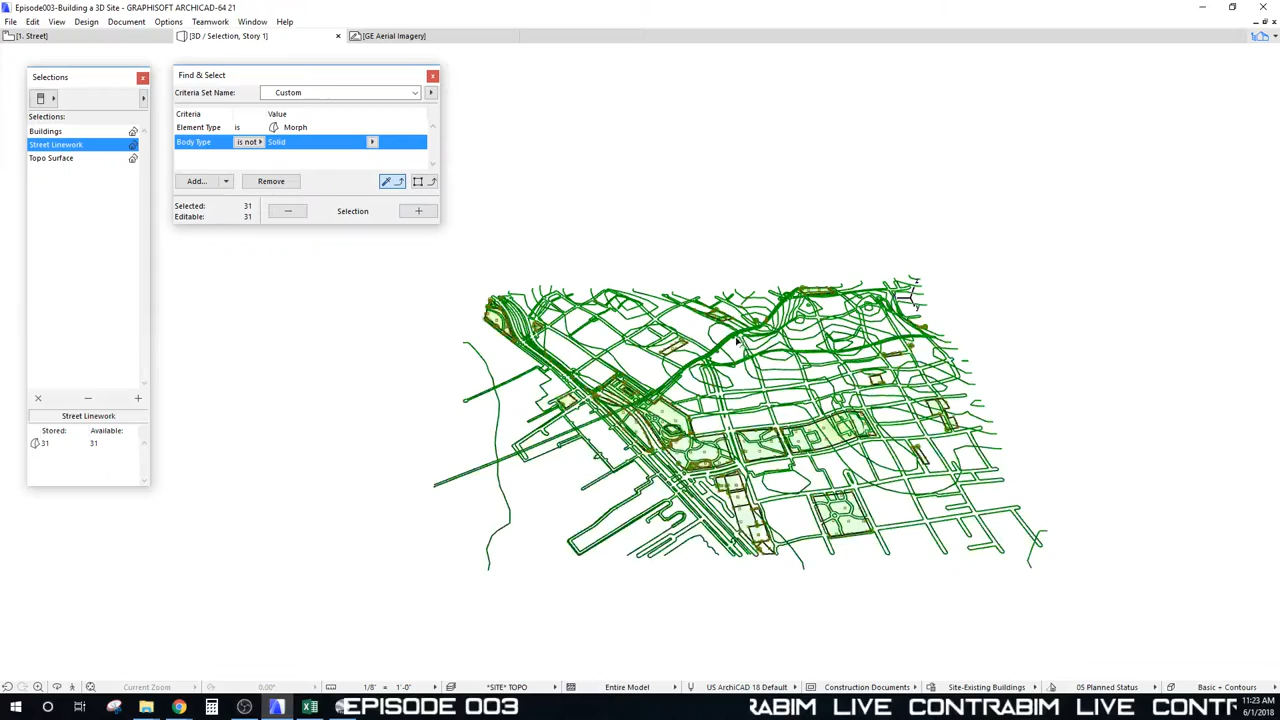 Episode003-Building a 3D Site - GRAPHISOFT ARCHICAD-64 21
File Edit View Design Document Options Teamwork Window Help
[1. Street] [3D / Selection, Story 1] [GE Aerial Imagery]
Selections
Selections:
Buildings
Street Linework
Topo Surface
Street Linework
Stored: Available:
31 31
Find & Select
Criteria Set Name: Custom
Criteria Value
Element Type is Morph
Body Type is not Solid
Add... Remove
Selected: 31
Editable: 31
Selection
Current Zoom 0.00° 1/8" = 1'-0" *SITE* TOPO Entire Model US ArchiCAD 18 Default Construction Documents Site-Existing Buildings 05 Planned Status Basic + Contours
EPISODE 003
RABIM LIVE CONTRABIM LIVE CONTR
11:23 AM
6/1/2018